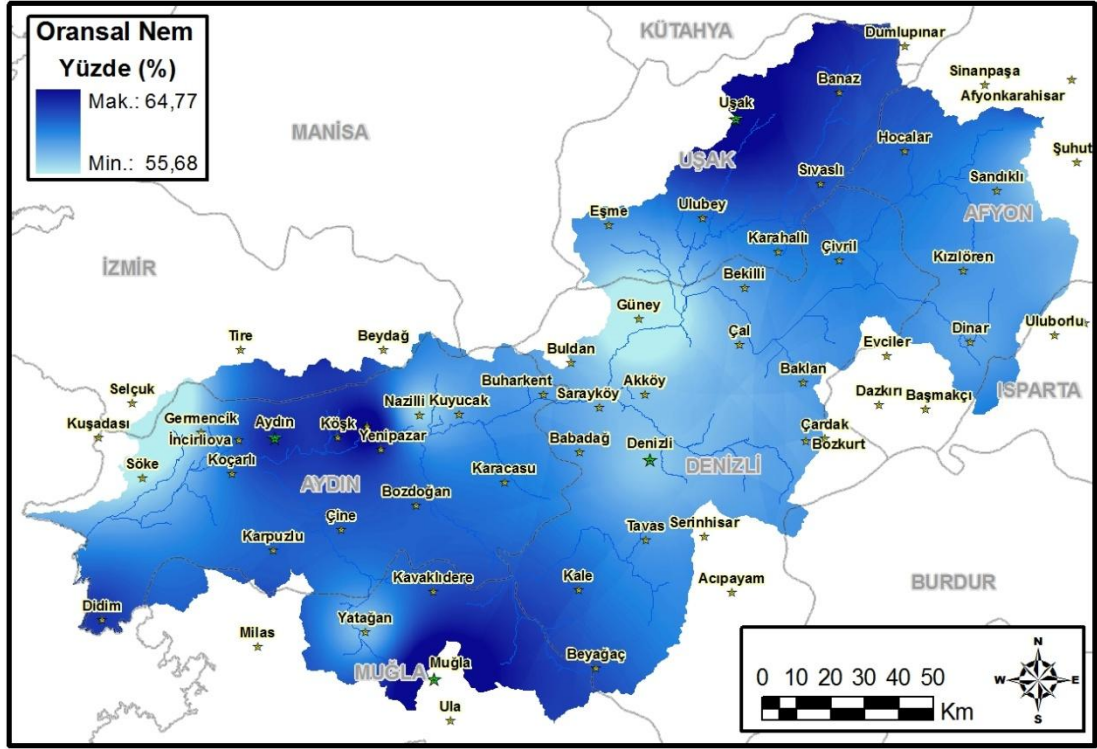 Oransal Nem
Yüzde (%)
Mak.: 64,77
Min.: 55,68
KÜTAHYA
Dumlupınar
Sinanpaşa
Afyonkarahisar
Banaz
Uşak
MANİSA
Hocalar
Şuhut
UŞAK
Sıvaslı
Sandıklı
AFYON
Eşme
Ulubey
Karahallı
Çivril
Kızılören
İZMİR
Bekilli
Güney
Tire
Beydağ
Buldan
Çal
Evciler
Dinar
Uluborlu
Selçuk
Buharkent
Sarayköy
Akköy
Baklan
Dazkırı
Başmakçı
ISPARTA
Kuşadası
Germencik
İncirliova
Aydın
Köşk
Nazilli
Kuyucak
Yenipazar
Babadağ
Denizli
DENİZLİ
Çardak
Bozkurt
Söke
Koçarlı
AYDIN
Karacasu
Bozdoğan
Çine
Karpuzlu
Tavas
Serinhisar
Kavaklıdere
Kale
Acıpayam
BURDUR
Didim
Milas
Yatağan
MUĞLA
Muğla
Beyağaç
Ula
0 10 20 30 40 50
Km
N
W
E
S